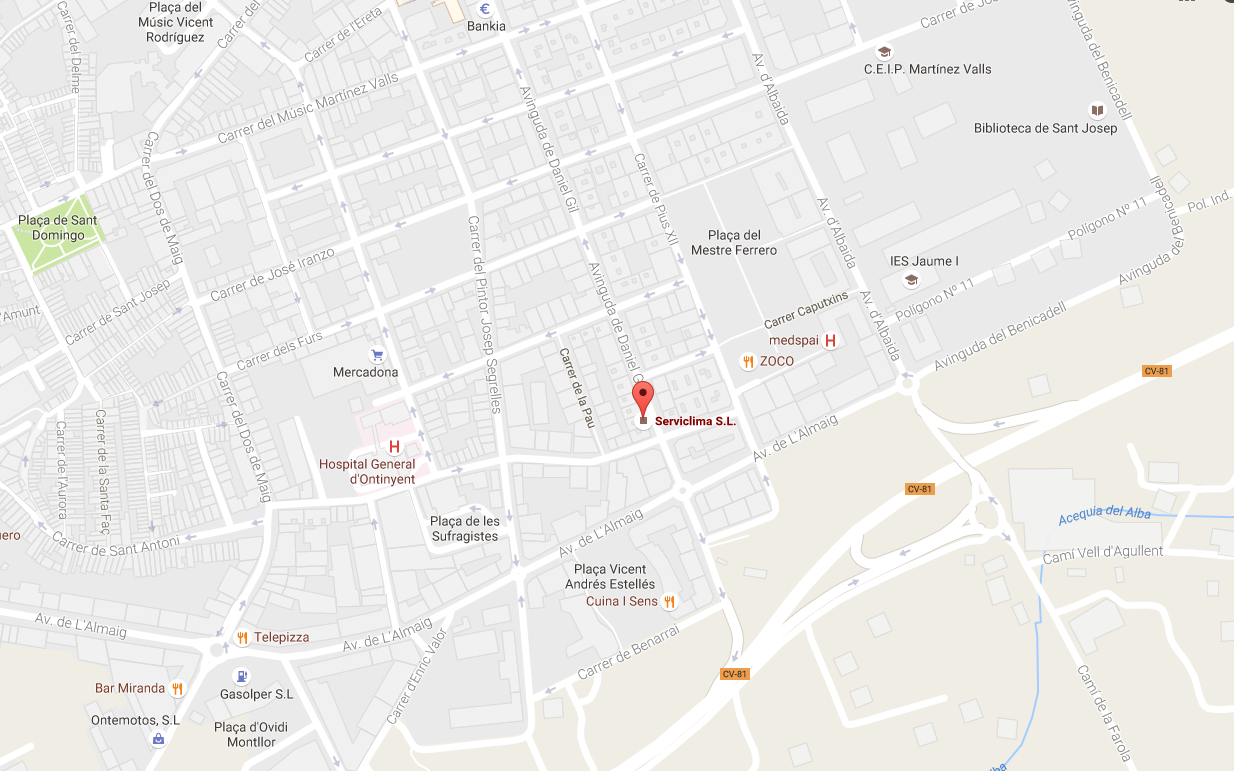 Plaça del
Músic Vicent
Rodríguez
Carrer del
Carrer de l'Ereta
Bankia
Carrer de Jos
Avinguda del Benicadell
C.E.I.P. Martínez Valls
Carrer del Delme
Carrer del Músic Martínez Valls
Av. d'Albaida
Avinguda de Daniel Gil
Biblioteca de Sant Josep
Carrer del Dos de Maig
Carrer de Pius XII
Plaça de Sant
Domingo
Av. d'Albaida
Polígono Nº 11
Pol. Ind.
Benicadell
Plaça del
Mestre Ferrero
Carrer de José Iranzo
Carrer del Pintor Josep Segrelles
Avinguda de Daniel G
IES Jaume I
Polígono Nº 11
Avinguda del
Carrer de Sant Josep
Carrer Caputxins
Av. d'Albaida
l'Amunt
Carrer dels Furs
medspai
ZOCO
Avinguda del Benicadell
Mercadona
Carrer de la Pau
CV-81
Carrer del Dos de Maig
Carrer de l'Aurora
Carrer de la Santa Faç
Serviclima S.L.
Av. de L'Almaig
Hospital General
d'Ontinyent
CV-81
Plaça de les
Sufragistes
Acequia del Alba
uero
Carrer de Sant Antoni
Av. de L'Almaig
Camí Vell d'Agullent
Plaça Vicent
Andrés Estellés
Cuina I Sens
Av. de L'Almaig
Telepizza
Av. de L'Almaig
Carrer d'Enric Valor
Carrer de Benarrai
CV-81
Bar Miranda
Gasolper S.L
Ontemotos, S.L
Plaça d'Ovidi
Montllor
Camí de la Farola
lba